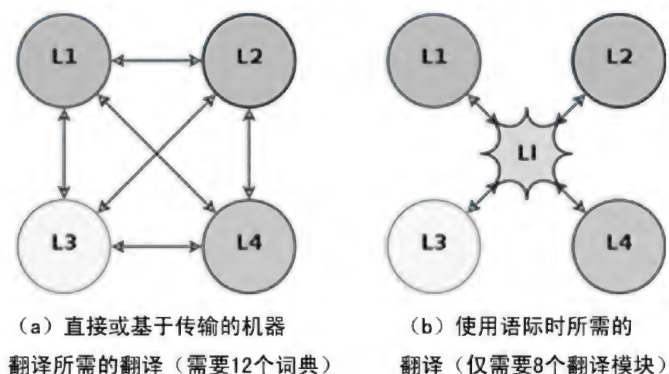 L1
L2
L3
L4
L1
L2
LI
L3
L4
（a）直接或基于传输的机器
翻译所需的翻译（需要12个词典）
（b）使用语际时所需的
翻译（仅需要8个翻译模块）